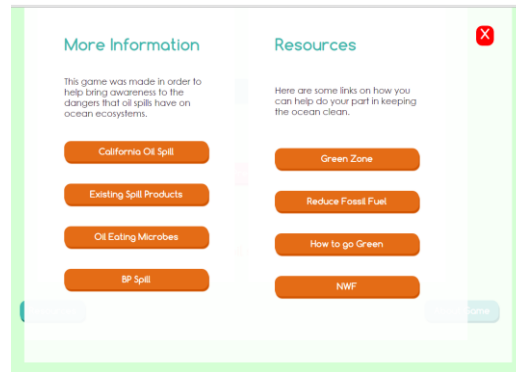 More Information
This game was made in order to
help bring awareness to the
dangers that oil spills have on
ocean ecosystems.
California Oil Spill
Existing Spill Products
Oil Eating Microbes
BP Spill
Resources
X
Here are some links on how you
can help do your part in keeping
the ocean clean.
Green Zone
Reduce Fossil Fuel
How to go Green
NWF